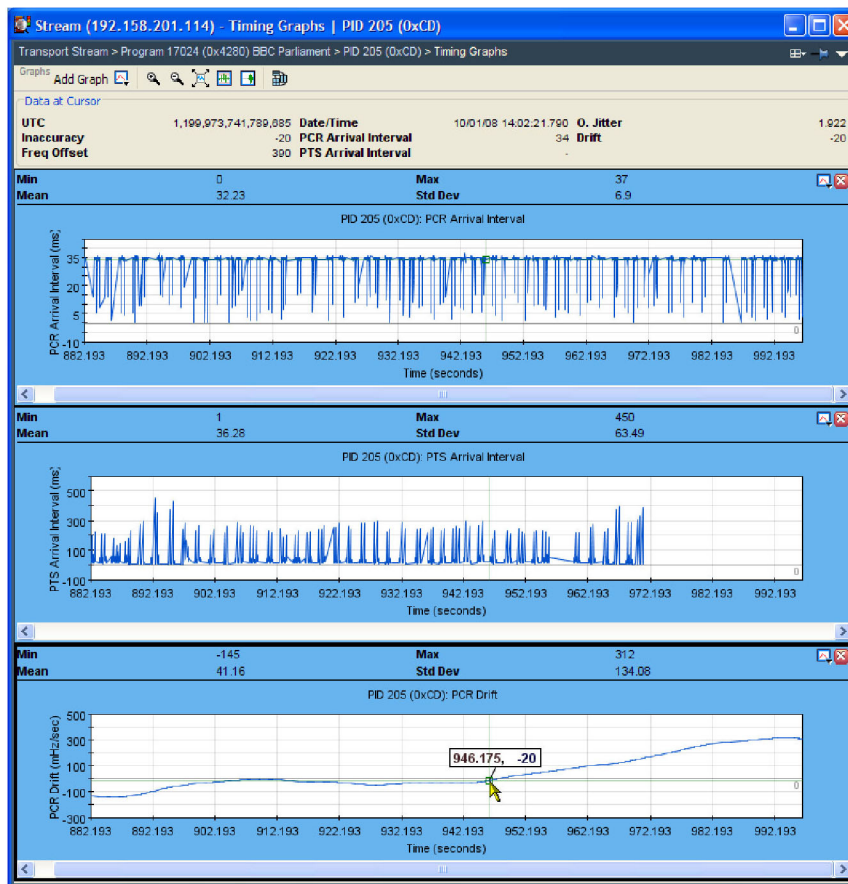 Stream (192.158.201.114) - Timing Graphs | PID 205 (0xCD)
Transport Stream > Program 17024 (0x4280) BBC Parliament > PID 205 (0xCD) > Timing Graphs
Graphs Add Graph
Data at Cursor
UTC 1,199,973,741,789,685 Date/Time 10/01/08 14:02:21.790 O. Jitter 1.922
Inaccuracy -20 PCR Arrival Interval 34 Drift -20
Freq Offset 390 PTS Arrival Interval -
Min 0 Max 37
Mean 32.23 Std Dev 6.9
PID 205 (0xCD): PCR Arrival Interval
PCR Arrival Interval (ms)
35
20
5
-10
0
882.193 892.193 902.193 912.193 922.193 932.193 942.193 952.193 962.193 972.193 982.193 992.193
Time (seconds)
Min 1 Max 450
Mean 36.28 Std Dev 63.49
PID 205 (0xCD): PTS Arrival Interval
PTS Arrival Interval (ms)
500
300
100
-100
0
882.193 892.193 902.193 912.193 922.193 932.193 942.193 952.193 962.193 972.193 982.193 992.193
Time (seconds)
Min -145 Max 312
Mean 41.16 Std Dev 134.08
PID 205 (0xCD): PCR Drift
PCR Drift (mHz/sec)
500
300
100
-100
-300
946.175, -20
0
882.193 892.193 902.193 912.193 922.193 932.193 942.193 952.193 962.193 972.193 982.193 992.193
Time (seconds)